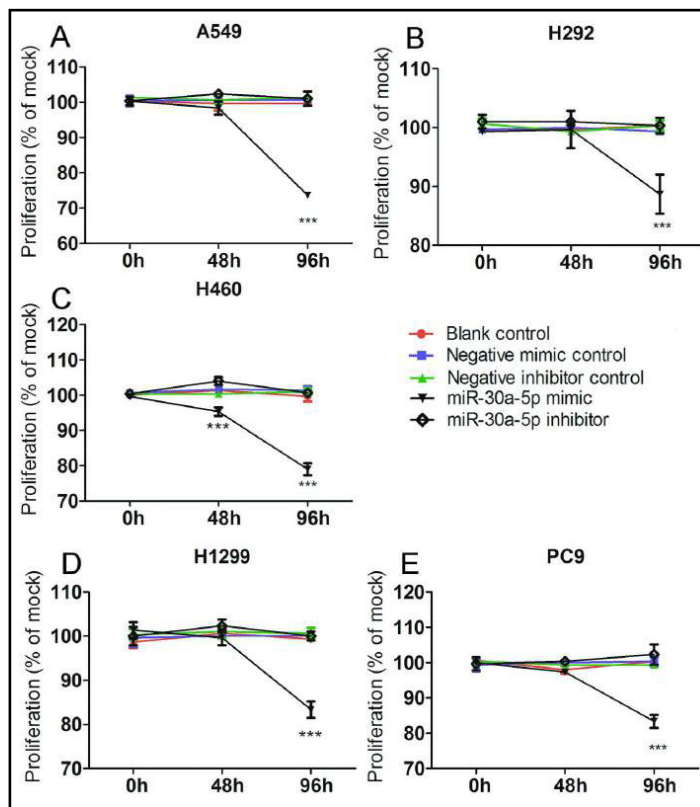 A
A549
Proliferation (% of mock)
110
100
90
80
70
60
0h
48h
96h
***
B
H292
Proliferation (% of mock)
110
100
90
80
0h
48h
96h
***
C
H460
Proliferation (% of mock)
120
110
100
90
80
70
0h
48h
96h
***
***
Blank control
Negative mimic control
Negative inhibitor control
miR-30a-5p mimic
miR-30a-5p inhibitor
D
H1299
Proliferation (% of mock)
110
100
90
80
70
0h
48h
96h
***
E
PC9
Proliferation (% of mock)
120
110
100
90
80
70
0h
48h
96h
***